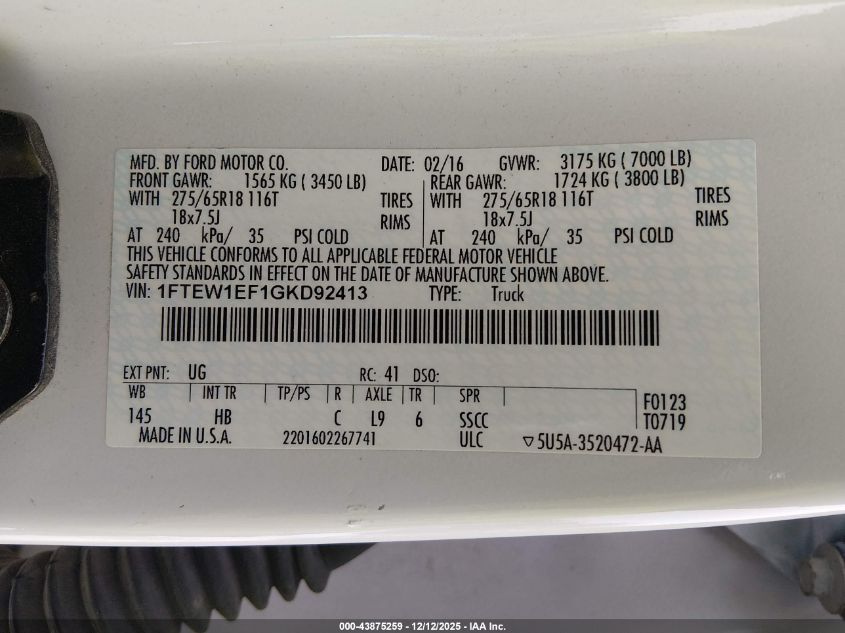 MFD. BY FORD MOTOR CO. DATE: 02/16 GVWR: 3175 KG ( 7000 LB)
FRONT GAWR: 1565 KG ( 3450 LB) REAR GAWR: 1724 KG ( 3800 LB)
WITH 275/65R18 116T TIRES WITH 275/65R18 116T TIRES
18x7.5J RIMS 18x7.5J RIMS
AT 240 kPa/ 35 PSI COLD AT 240 kPa/ 35 PSI COLD
THIS VEHICLE CONFORMS TO ALL APPLICABLE FEDERAL MOTOR VEHICLE
SAFETY STANDARDS IN EFFECT ON THE DATE OF MANUFACTURE SHOWN ABOVE.
VIN: 1FTEW1EF1GKD92413 TYPE: Truck
EXT PNT: UG RC: 41 DSO:
WB INT TR TP/PS R AXLE TR SPR F0123
145 HB C L9 6 SSCC T0719
MADE IN U.S.A. 2201602267741 ULC ▽5U5A-3520472-AA
000-43875259 - 12/12/2025 - IAA Inc.